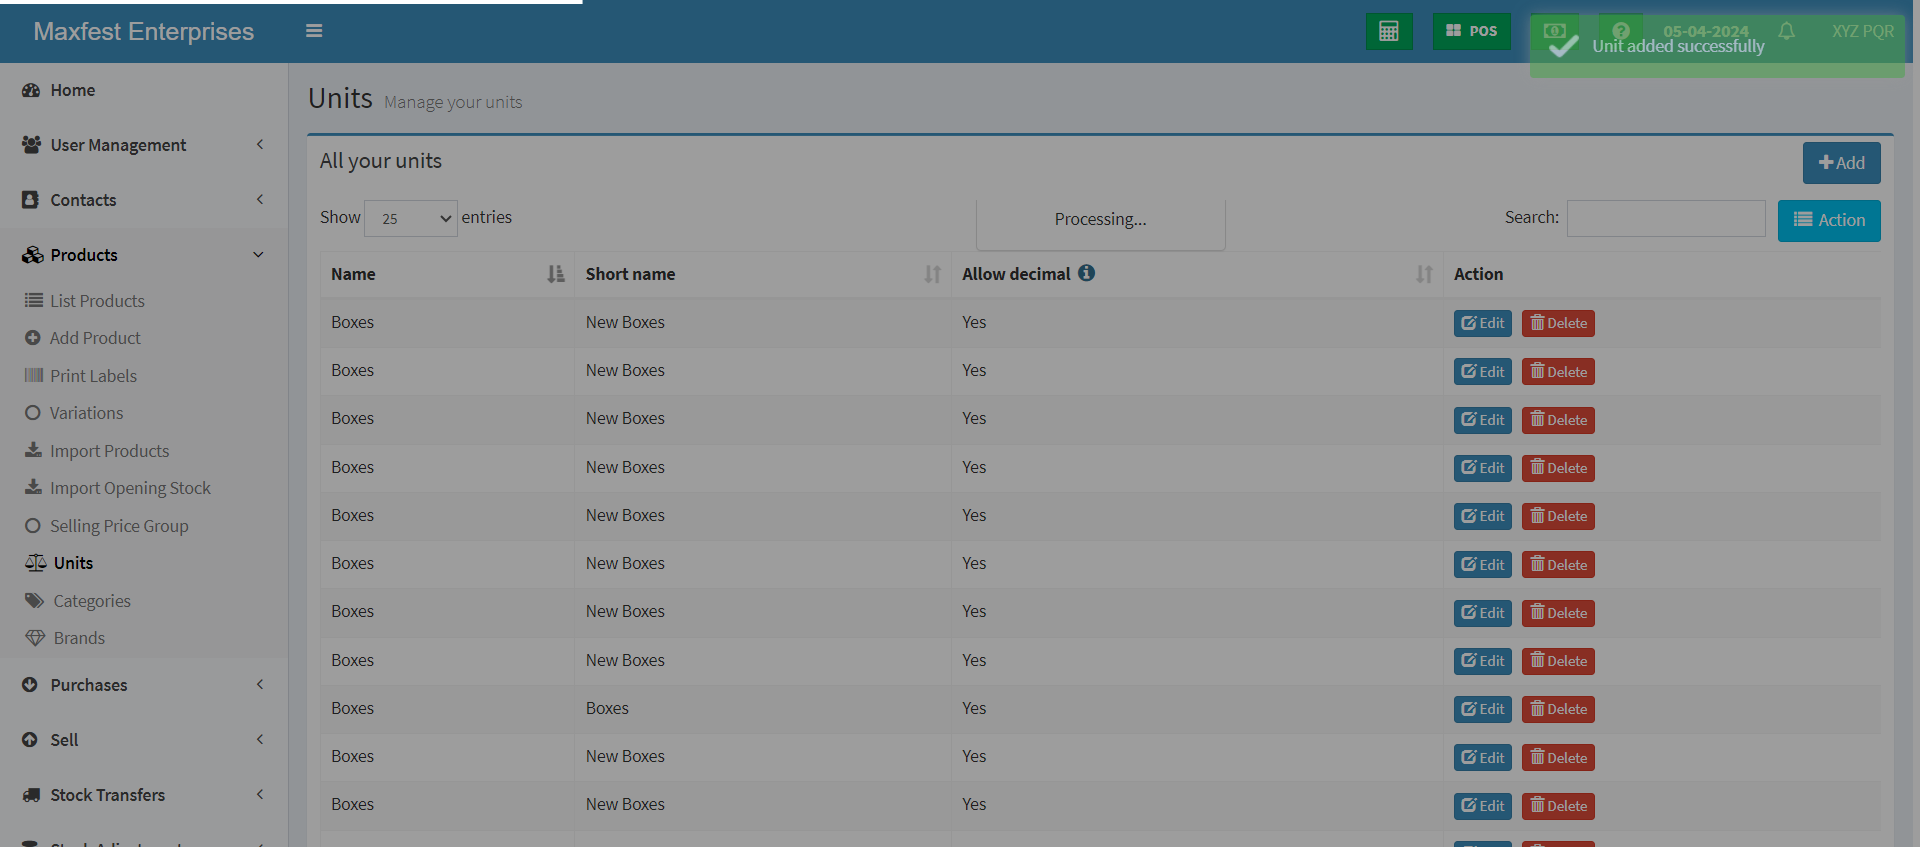 Maxfest Enterprises
POS
05-04-2024
XYZ PQR
Unit added successfully
Home
User Management
Contacts
Products
List Products
Add Product
Print Labels
Variations
Import Products
Import Opening Stock
Selling Price Group
Units
Categories
Brands
Purchases
Sell
Stock Transfers
Units Manage your units
All your units
Add
Show 25 entries
Processing...
Search:
Action
Name Short name Allow decimal Action
Boxes New Boxes Yes Edit Delete
Boxes New Boxes Yes Edit Delete
Boxes New Boxes Yes Edit Delete
Boxes New Boxes Yes Edit Delete
Boxes New Boxes Yes Edit Delete
Boxes New Boxes Yes Edit Delete
Boxes New Boxes Yes Edit Delete
Boxes New Boxes Yes Edit Delete
Boxes Boxes Yes Edit Delete
Boxes New Boxes Yes Edit Delete
Boxes New Boxes Yes Edit Delete